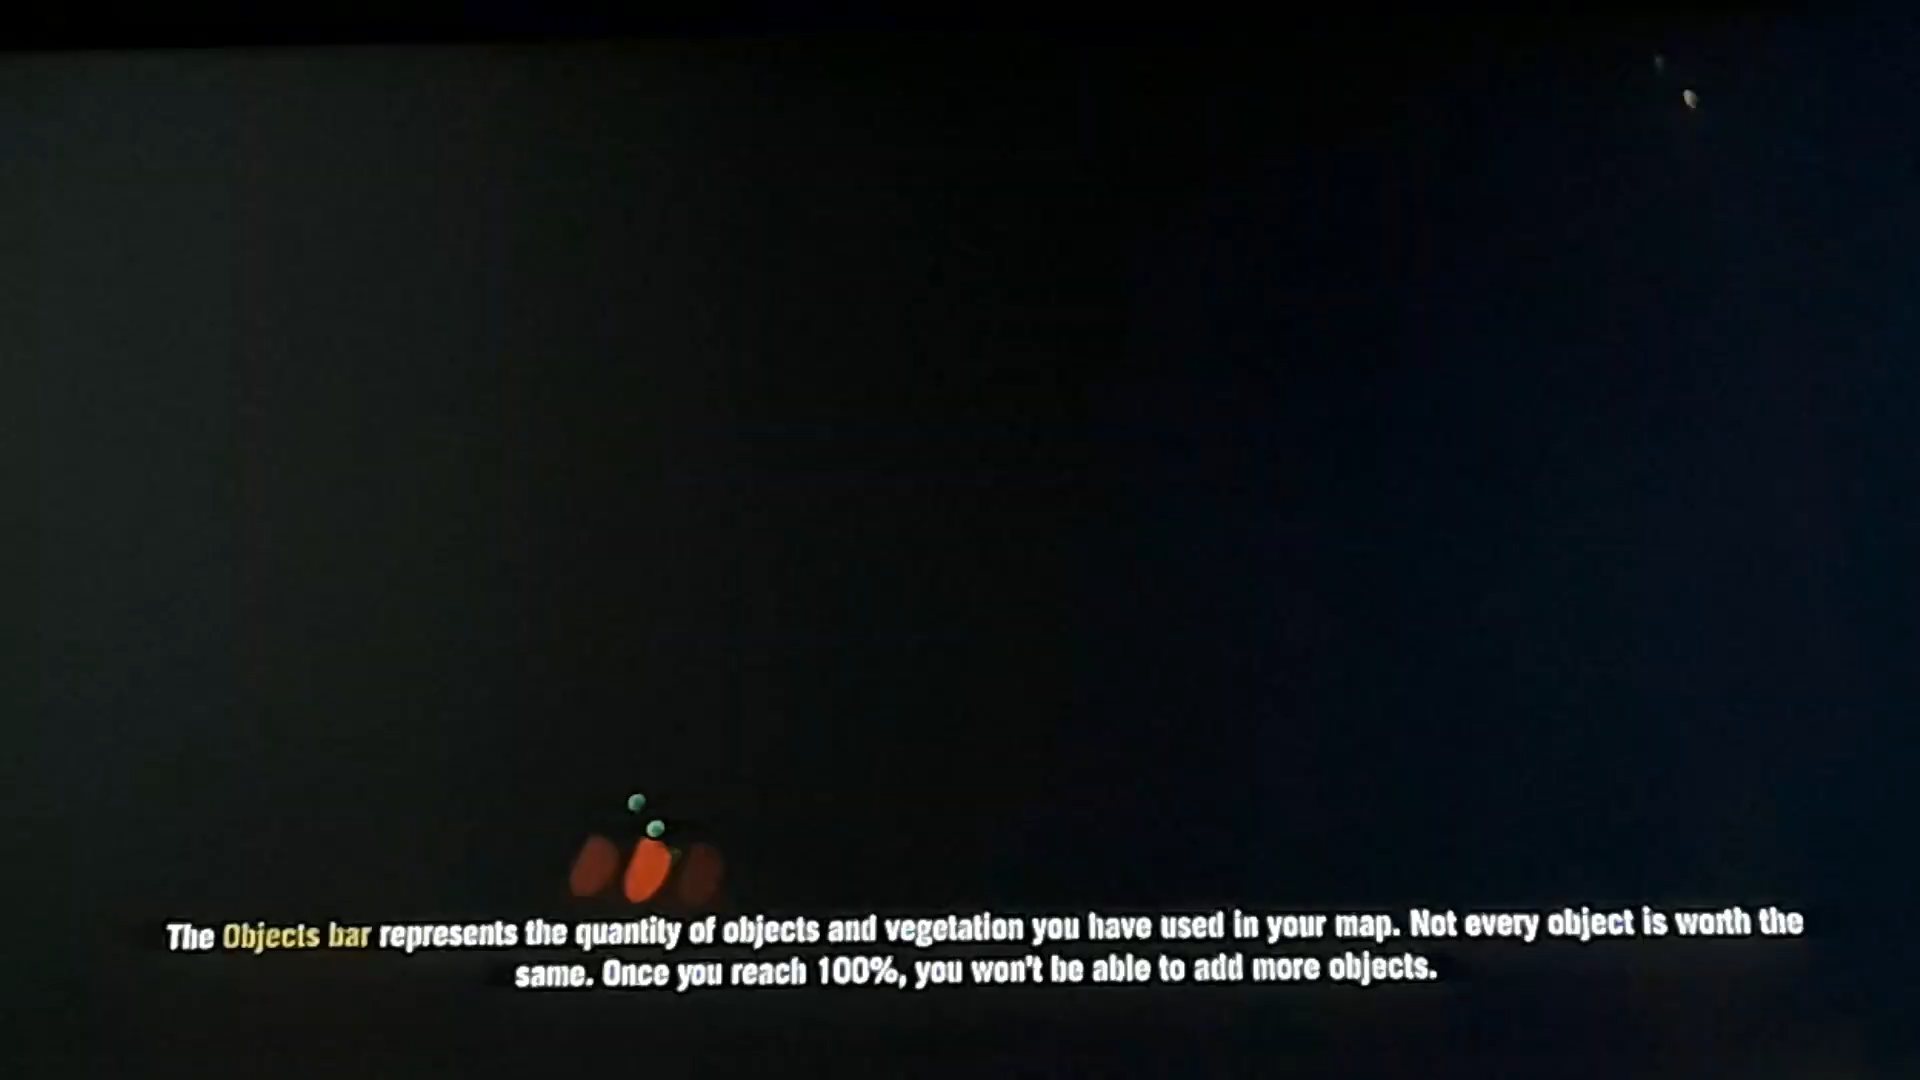 The Objects bar represents the quantity of objects and vegetation you have used in your map. Not every object is worth the
same. Once you reach 100%, you won't be able to add more objects.